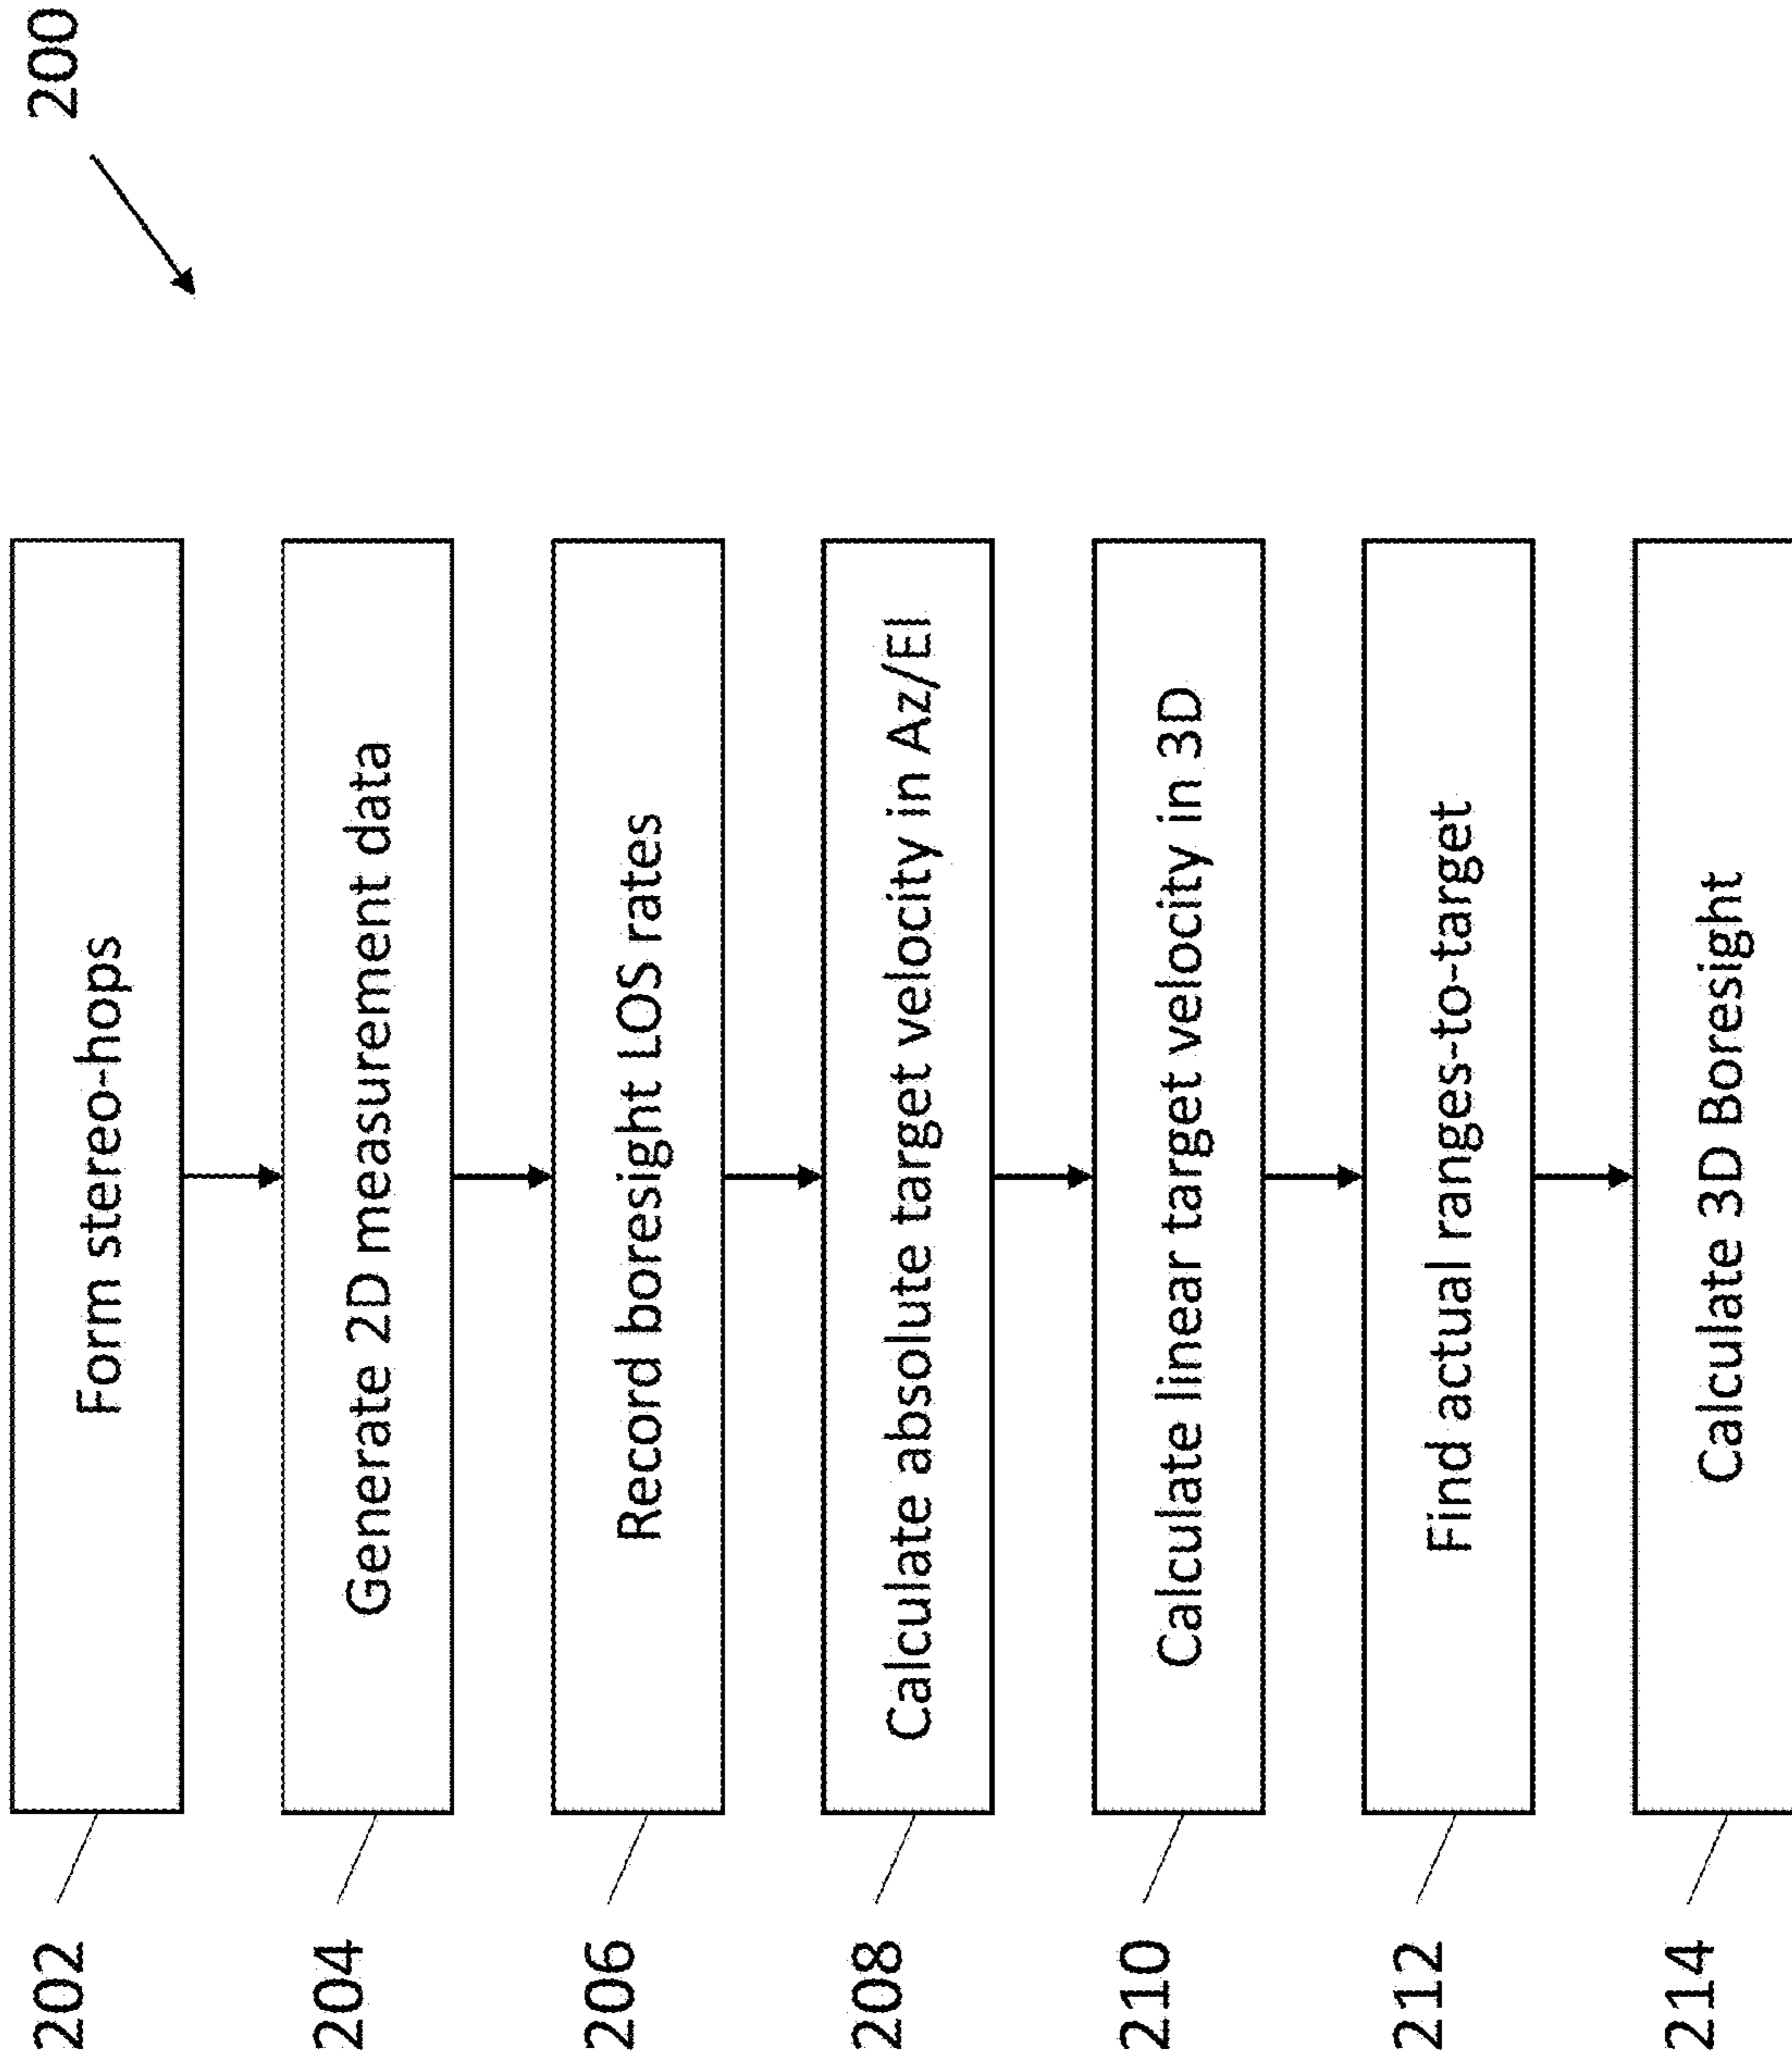 200
202
Form stereo-hops
204
Generate 2D measurement data
206
Record boresight LOS rates
208
Calculate absolute target velocity in Az/El
210
Calculate linear target velocity in 3D
212
Find actual ranges-to-target
214
Calculate 3D Boresight